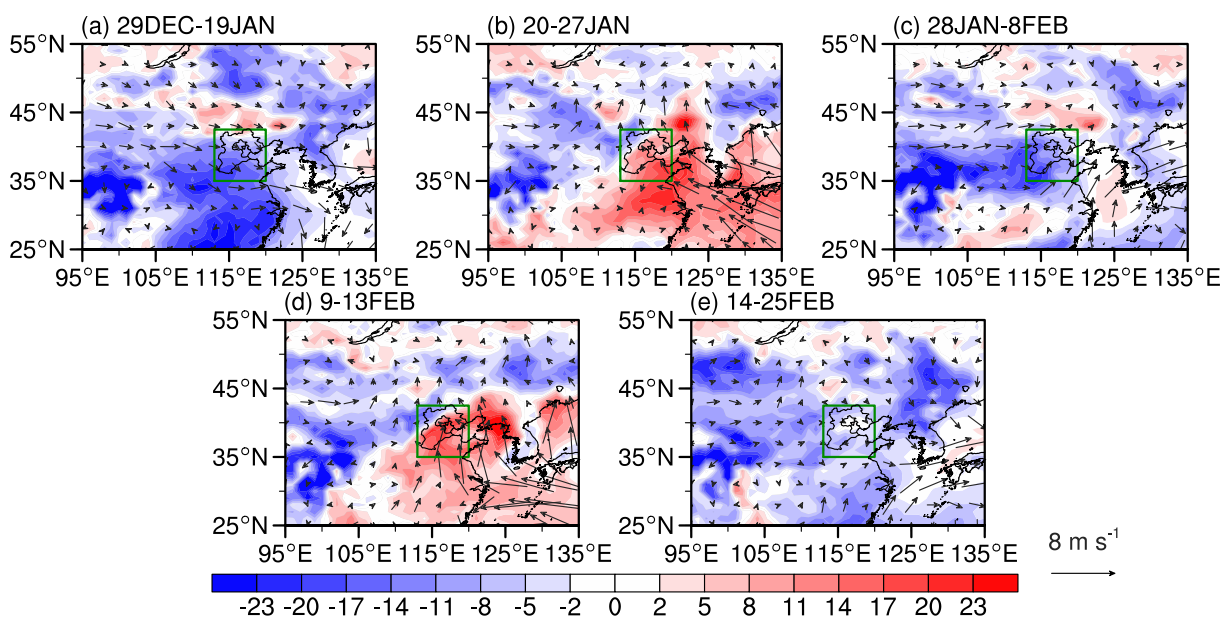 (a) 29DEC-19JAN
(b) 20-27JAN
(c) 28JAN-8FEB
55°N
45°N
35°N
25°N
95°E 105°E 115°E 125°E 135°E
55°N
45°N
35°N
25°N
95°E 105°E 115°E 125°E 135°E
55°N
45°N
35°N
25°N
95°E 105°E 115°E 125°E 135°E
(d) 9-13FEB
(e) 14-25FEB
55°N
45°N
35°N
25°N
95°E 105°E 115°E 125°E 135°E
55°N
45°N
35°N
25°N
95°E 105°E 115°E 125°E 135°E
8 m s⁻¹
-23 -20 -17 -14 -11 -8 -5 -2 0 2 5 8 11 14 17 20 23